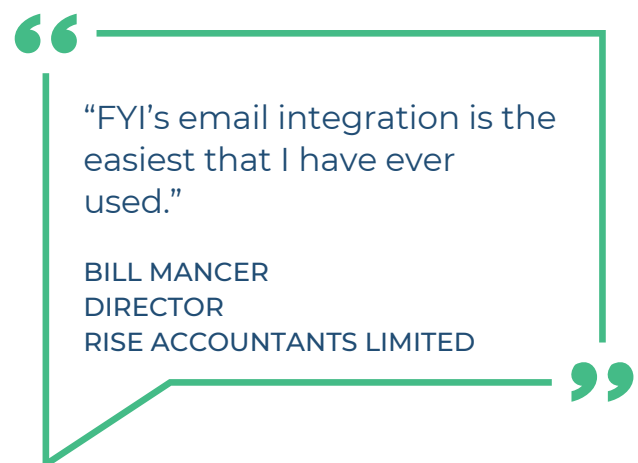 “FYI’s email integration is the
easiest that I have ever
used.”
BILL MANCER
DIRECTOR
RISE ACCOUNTANTS LIMITED